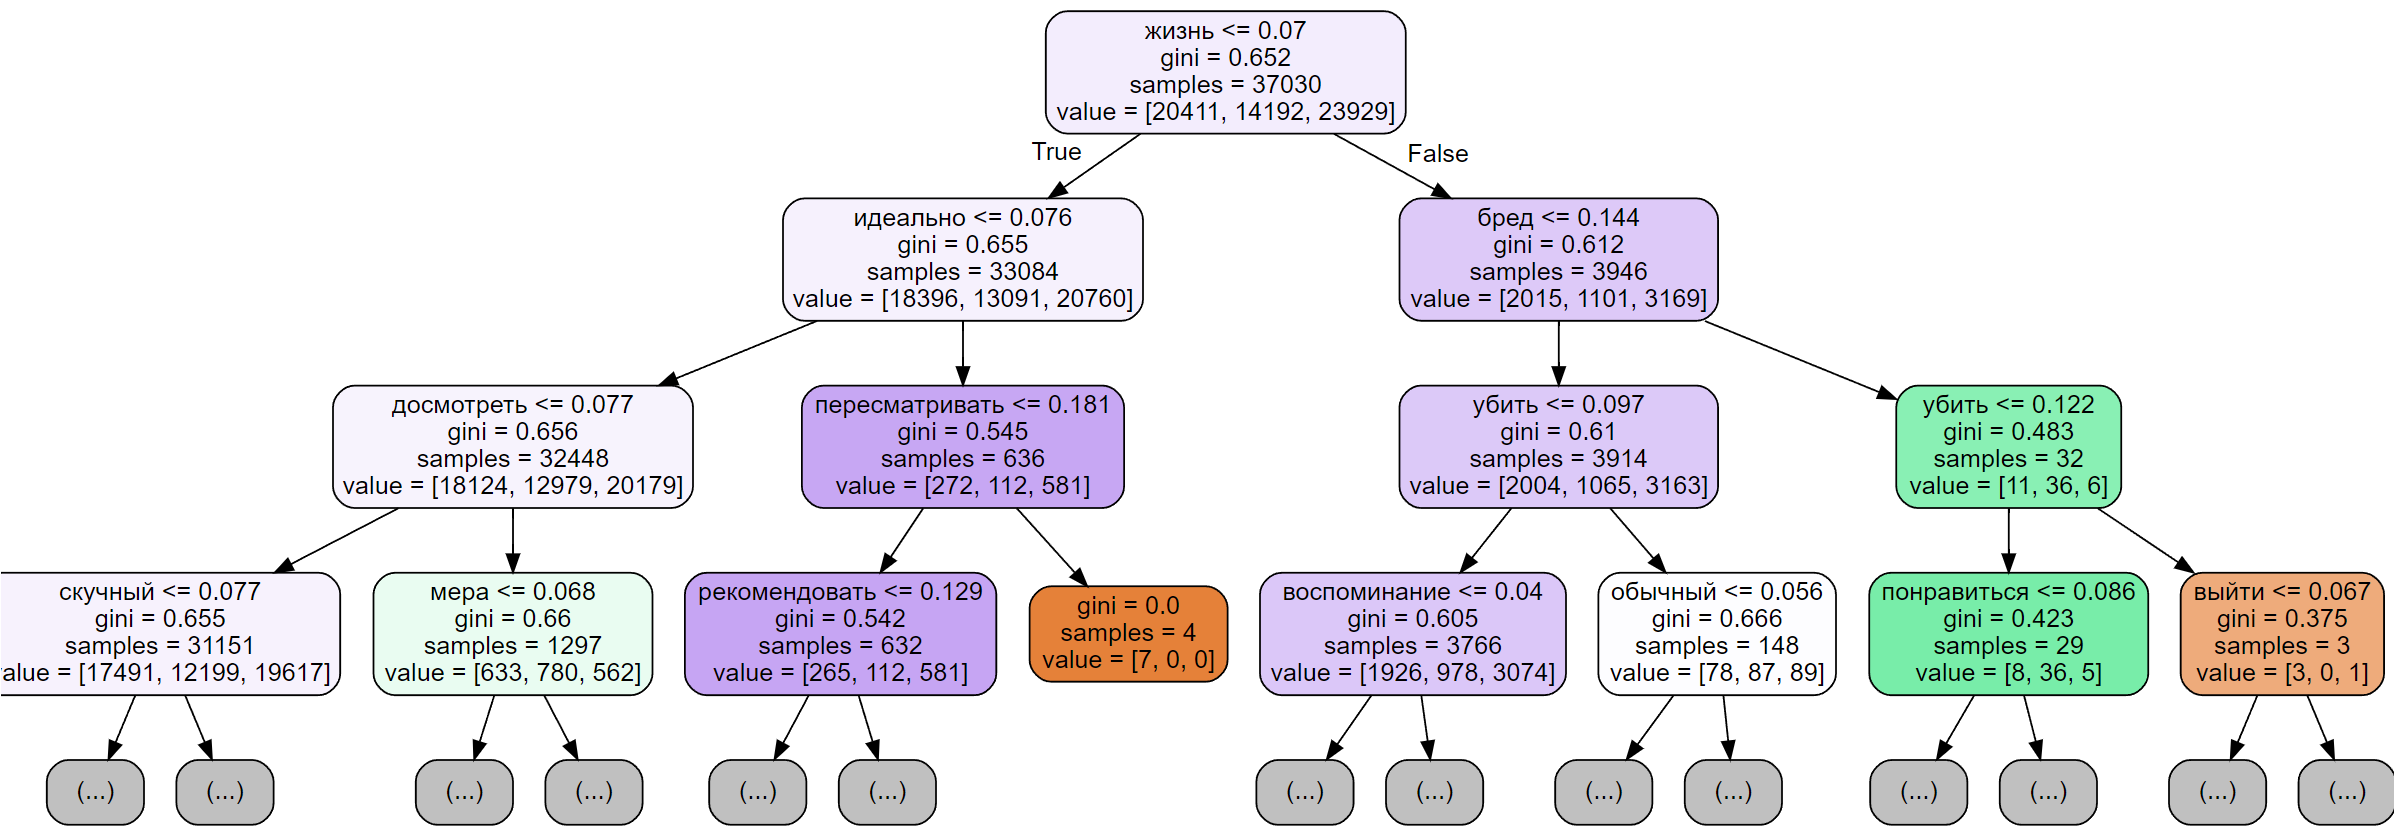 жизнь <= 0.07
gini = 0.652
samples = 37030
value = [20411, 14192, 23929]
True
False
идеально <= 0.076
gini = 0.655
samples = 33084
value = [18396, 13091, 20760]
бред <= 0.144
gini = 0.612
samples = 3946
value = [2015, 1101, 3169]
досмотреть <= 0.077
gini = 0.656
samples = 32448
value = [18124, 12979, 20179]
пересматривать <= 0.181
gini = 0.545
samples = 636
value = [272, 112, 581]
убить <= 0.097
gini = 0.61
samples = 3914
value = [2004, 1065, 3163]
убить <= 0.122
gini = 0.483
samples = 32
value = [11, 36, 6]
скучный <= 0.077
gini = 0.655
samples = 31151
alue = [17491, 12199, 19617]
мера <= 0.068
gini = 0.66
samples = 1297
value = [633, 780, 562]
рекомендовать <= 0.129
gini = 0.542
samples = 632
value = [265, 112, 581]
gini = 0.0
samples = 4
value = [7, 0, 0]
воспоминание <= 0.04
gini = 0.605
samples = 3766
value = [1926, 978, 3074]
обычный <= 0.056
gini = 0.666
samples = 148
value = [78, 87, 89]
понравиться <= 0.086
gini = 0.423
samples = 29
value = [8, 36, 5]
выйти <= 0.067
gini = 0.375
samples = 3
value = [3, 0, 1]
(...)
(...)
(...)
(...)
(...)
(...)
(...)
(...)
(...)
(...)
(...)
(...)
(...)
(...)